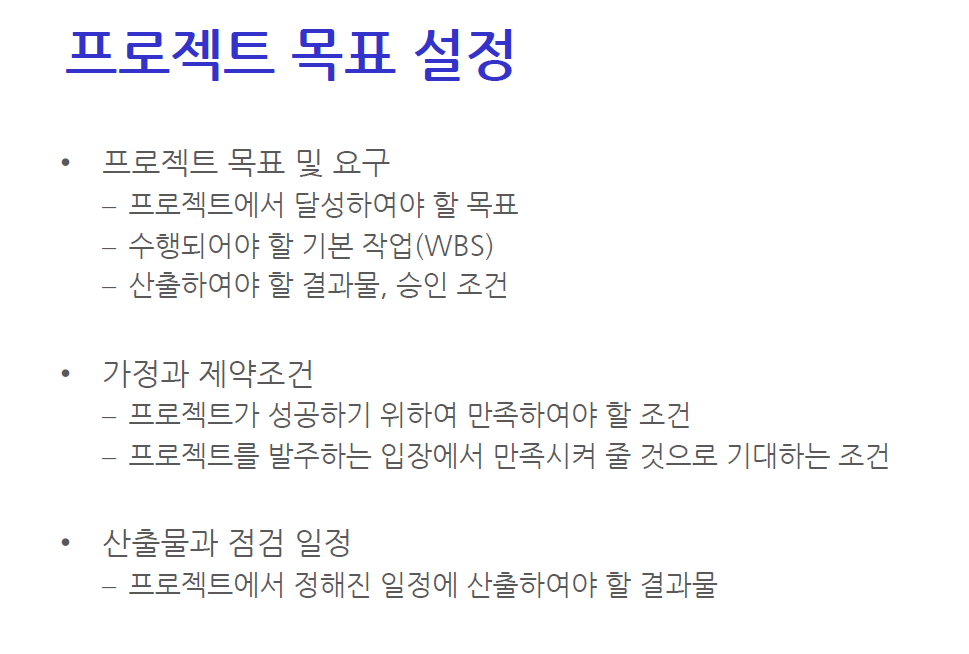 프로젝트 목표 설정
• 프로젝트 목표 및 요구
– 프로젝트에서 달성하여야 할 목표
– 수행되어야 할 기본 작업(WBS)
– 산출하여야 할 결과물, 승인 조건
• 가정과 제약조건
– 프로젝트가 성공하기 위하여 만족하여야 할 조건
– 프로젝트를 발주하는 입장에서 만족시켜 줄 것으로 기대하는 조건
• 산출물과 점검 일정
– 프로젝트에서 정해진 일정에 산출하여야 할 결과물